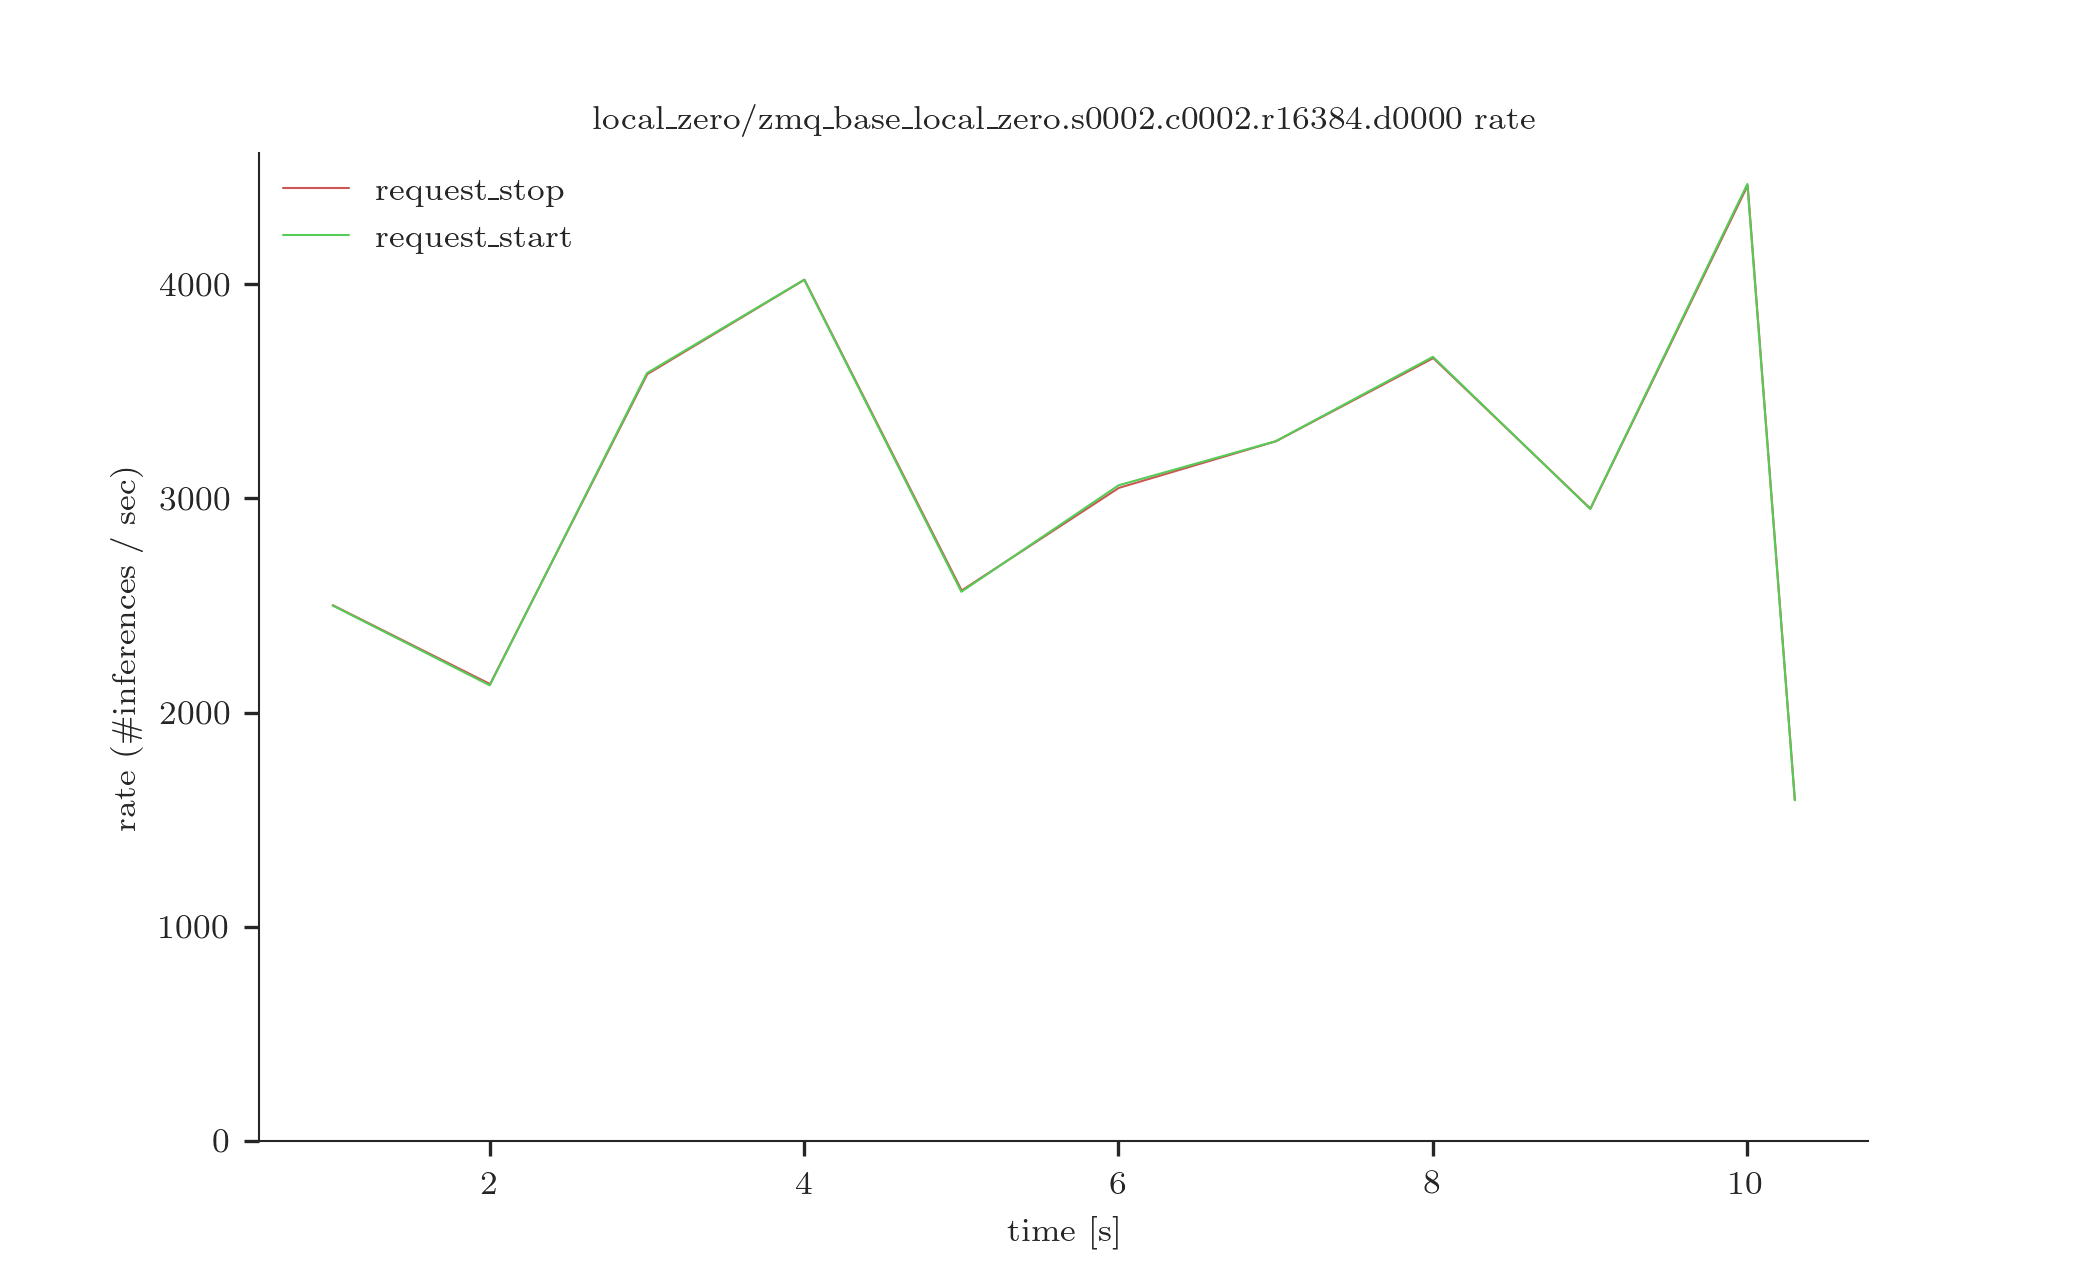 local_zero/zmq_base_local_zero.s0002.c0002.r16384.d0000 rate
request_stop
request_start
4000
3000
2000
1000
0
rate (#inferences / sec)
2 4 6 8 10
time [s]